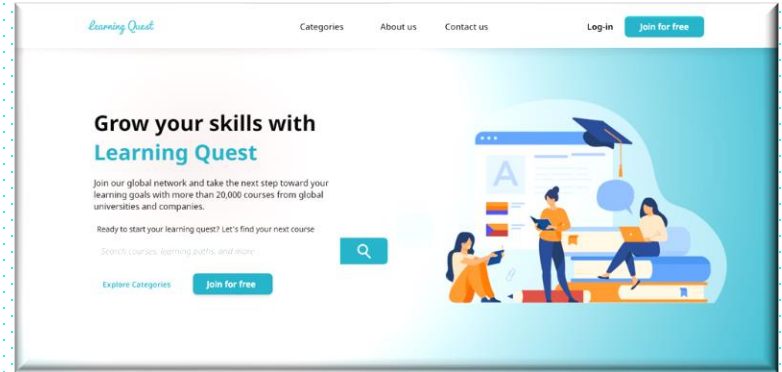 Learning Quest
Categories About us Contact us Log-in Join for free
Grow your skills with
Learning Quest
Join our global network and take the next step toward your
learning goals with more than 20,000 courses from global
universities and companies.
Ready to start your learning quest? Let's find your next course
Search courses, learning paths, and more...
Explore Categories Join for free
A